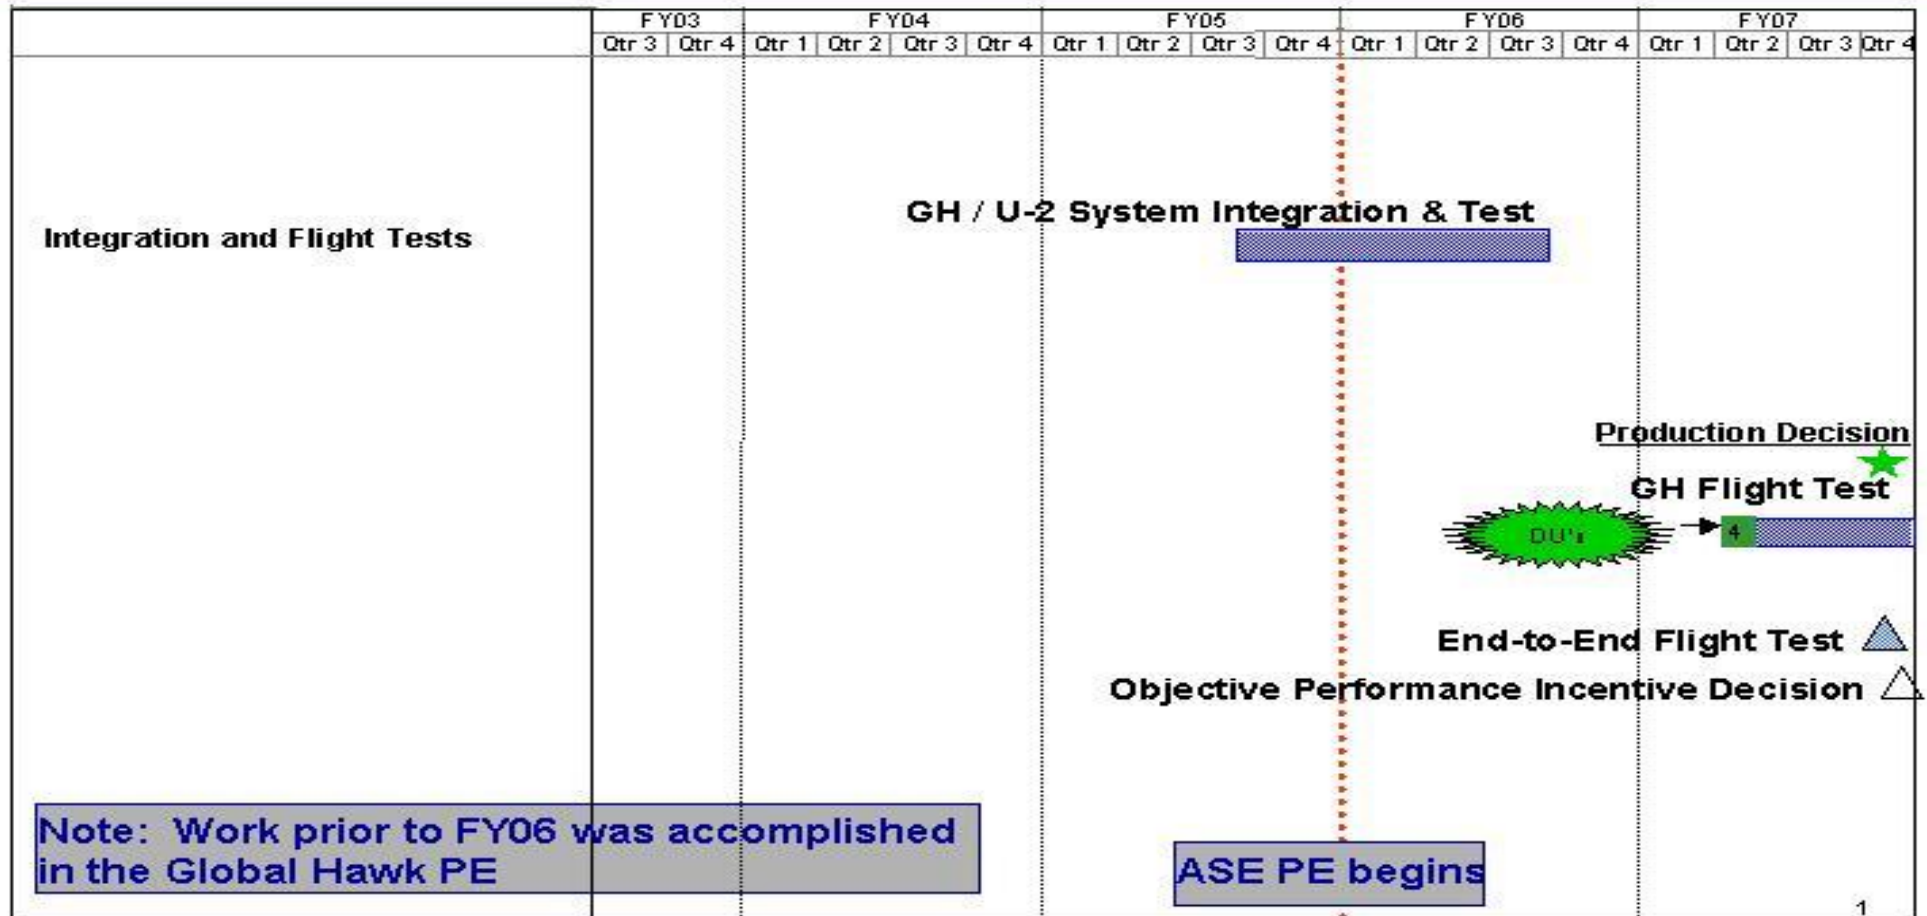 FY03 FY04 FY05 FY06 FY07
Qtr 3 Qtr 4 Qtr 1 Qtr 2 Qtr 3 Qtr 4 Qtr 1 Qtr 2 Qtr 3 Qtr 4 Qtr 1 Qtr 2 Qtr 3 Qtr 4 Qtr 1 Qtr 2 Qtr 3 Qtr 4
GH / U-2 System Integration & Test
Integration and Flight Tests
Production Decision
GH Flight Test
4
End-to-End Flight Test
Objective Performance Incentive Decision
Note: Work prior to FY06 was accomplished
in the Global Hawk PE
ASE PE begins
1